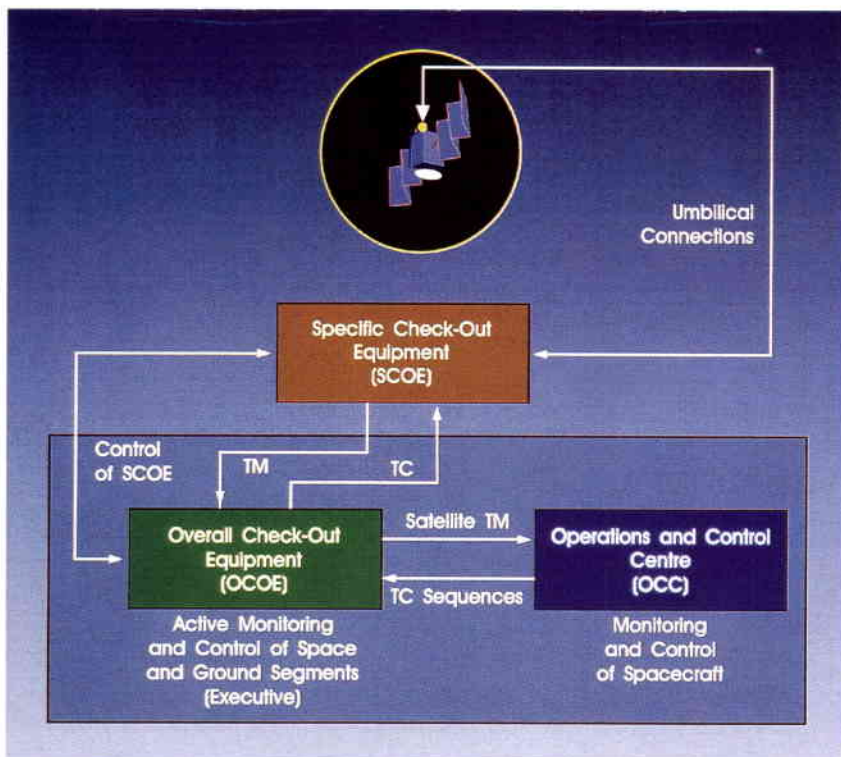 Umbilical
Connections
Specific Check-Out
Equipment
(SCOE)
Control
of SCOE
TM
TC
Overall Check-Out
Equipment
(OCOE)
Satellite TM
TC Sequences
Operations and Control
Centre
(OCC)
Active Monitoring
and Control of Space
and Ground Segments
(Executive)
Monitoring
and Control
of Spacecraft